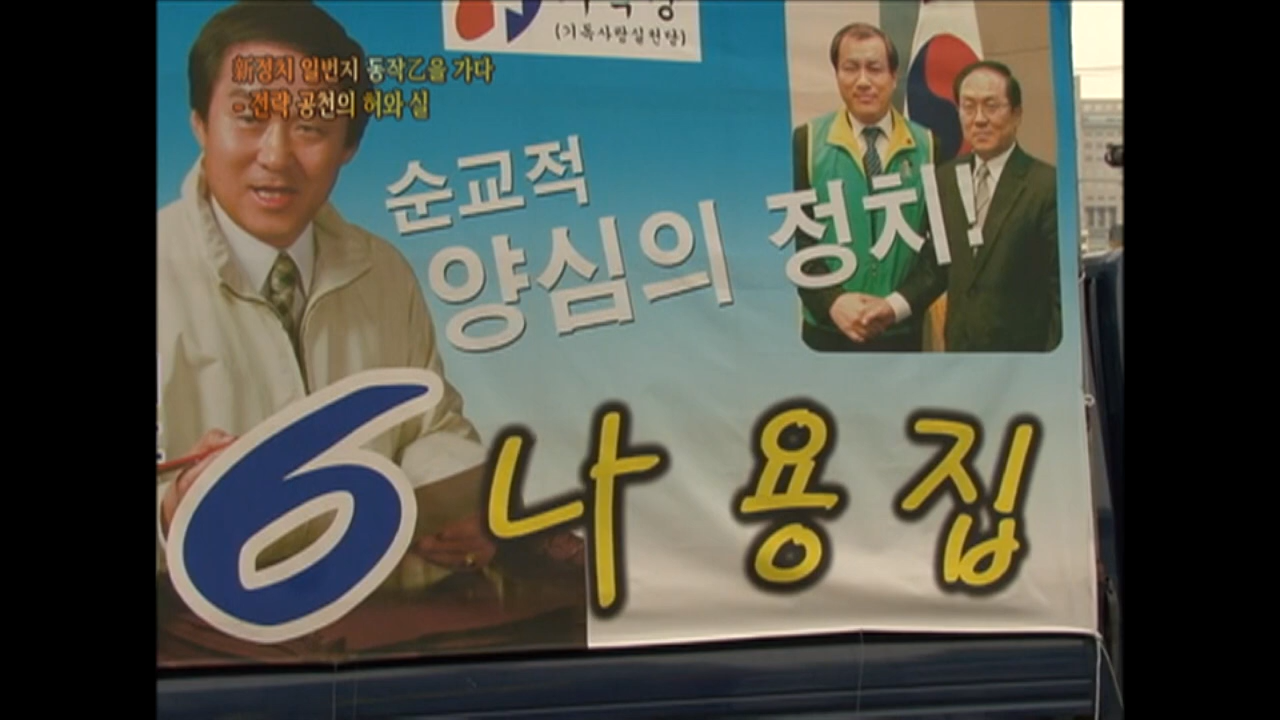 新정치 일번지 동작乙을 가다
- 전략 공천의 허와 실
(기독사랑실천당)
순교적
양심의 정치!
6 나용집